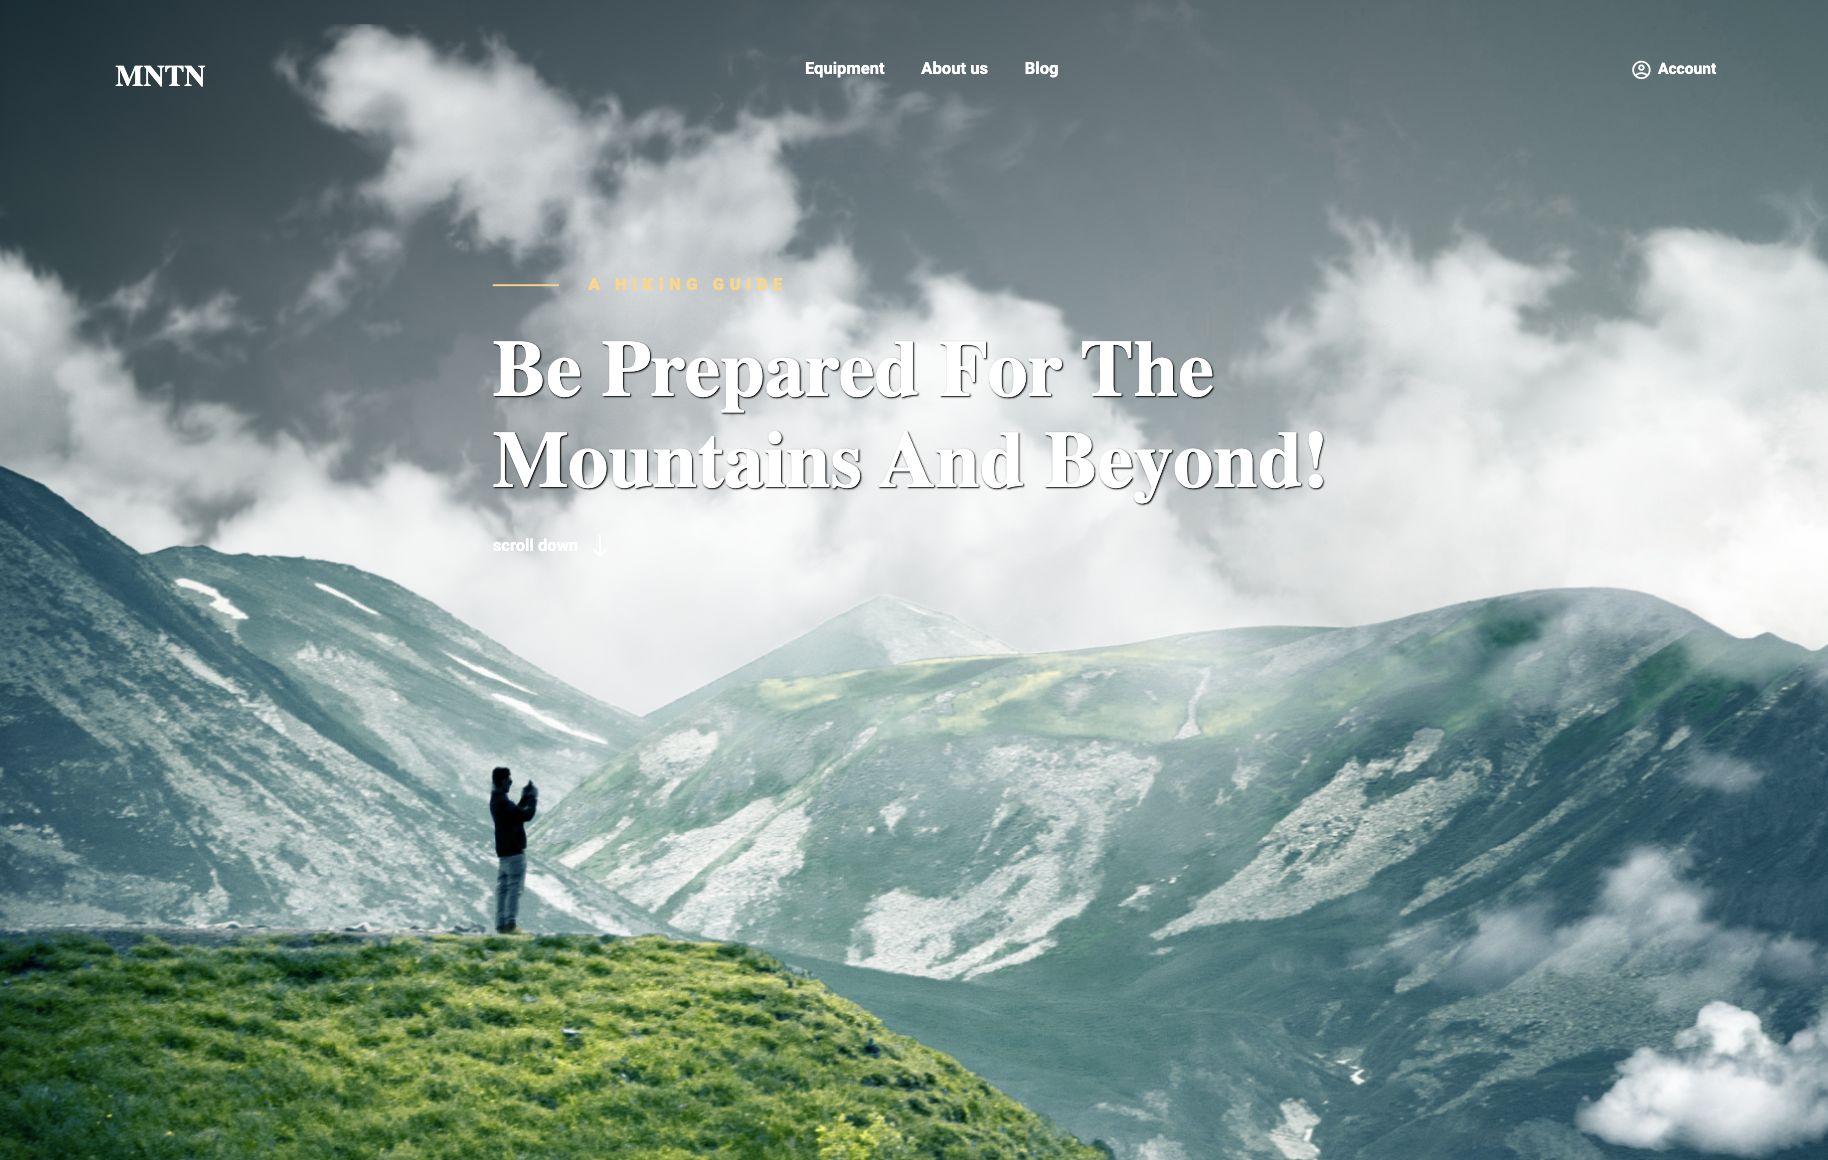 MNTN
Equipment
About us
Blog
Account
A HIKING GUIDE
Be Prepared For The
Mountains And Beyond!
scroll down